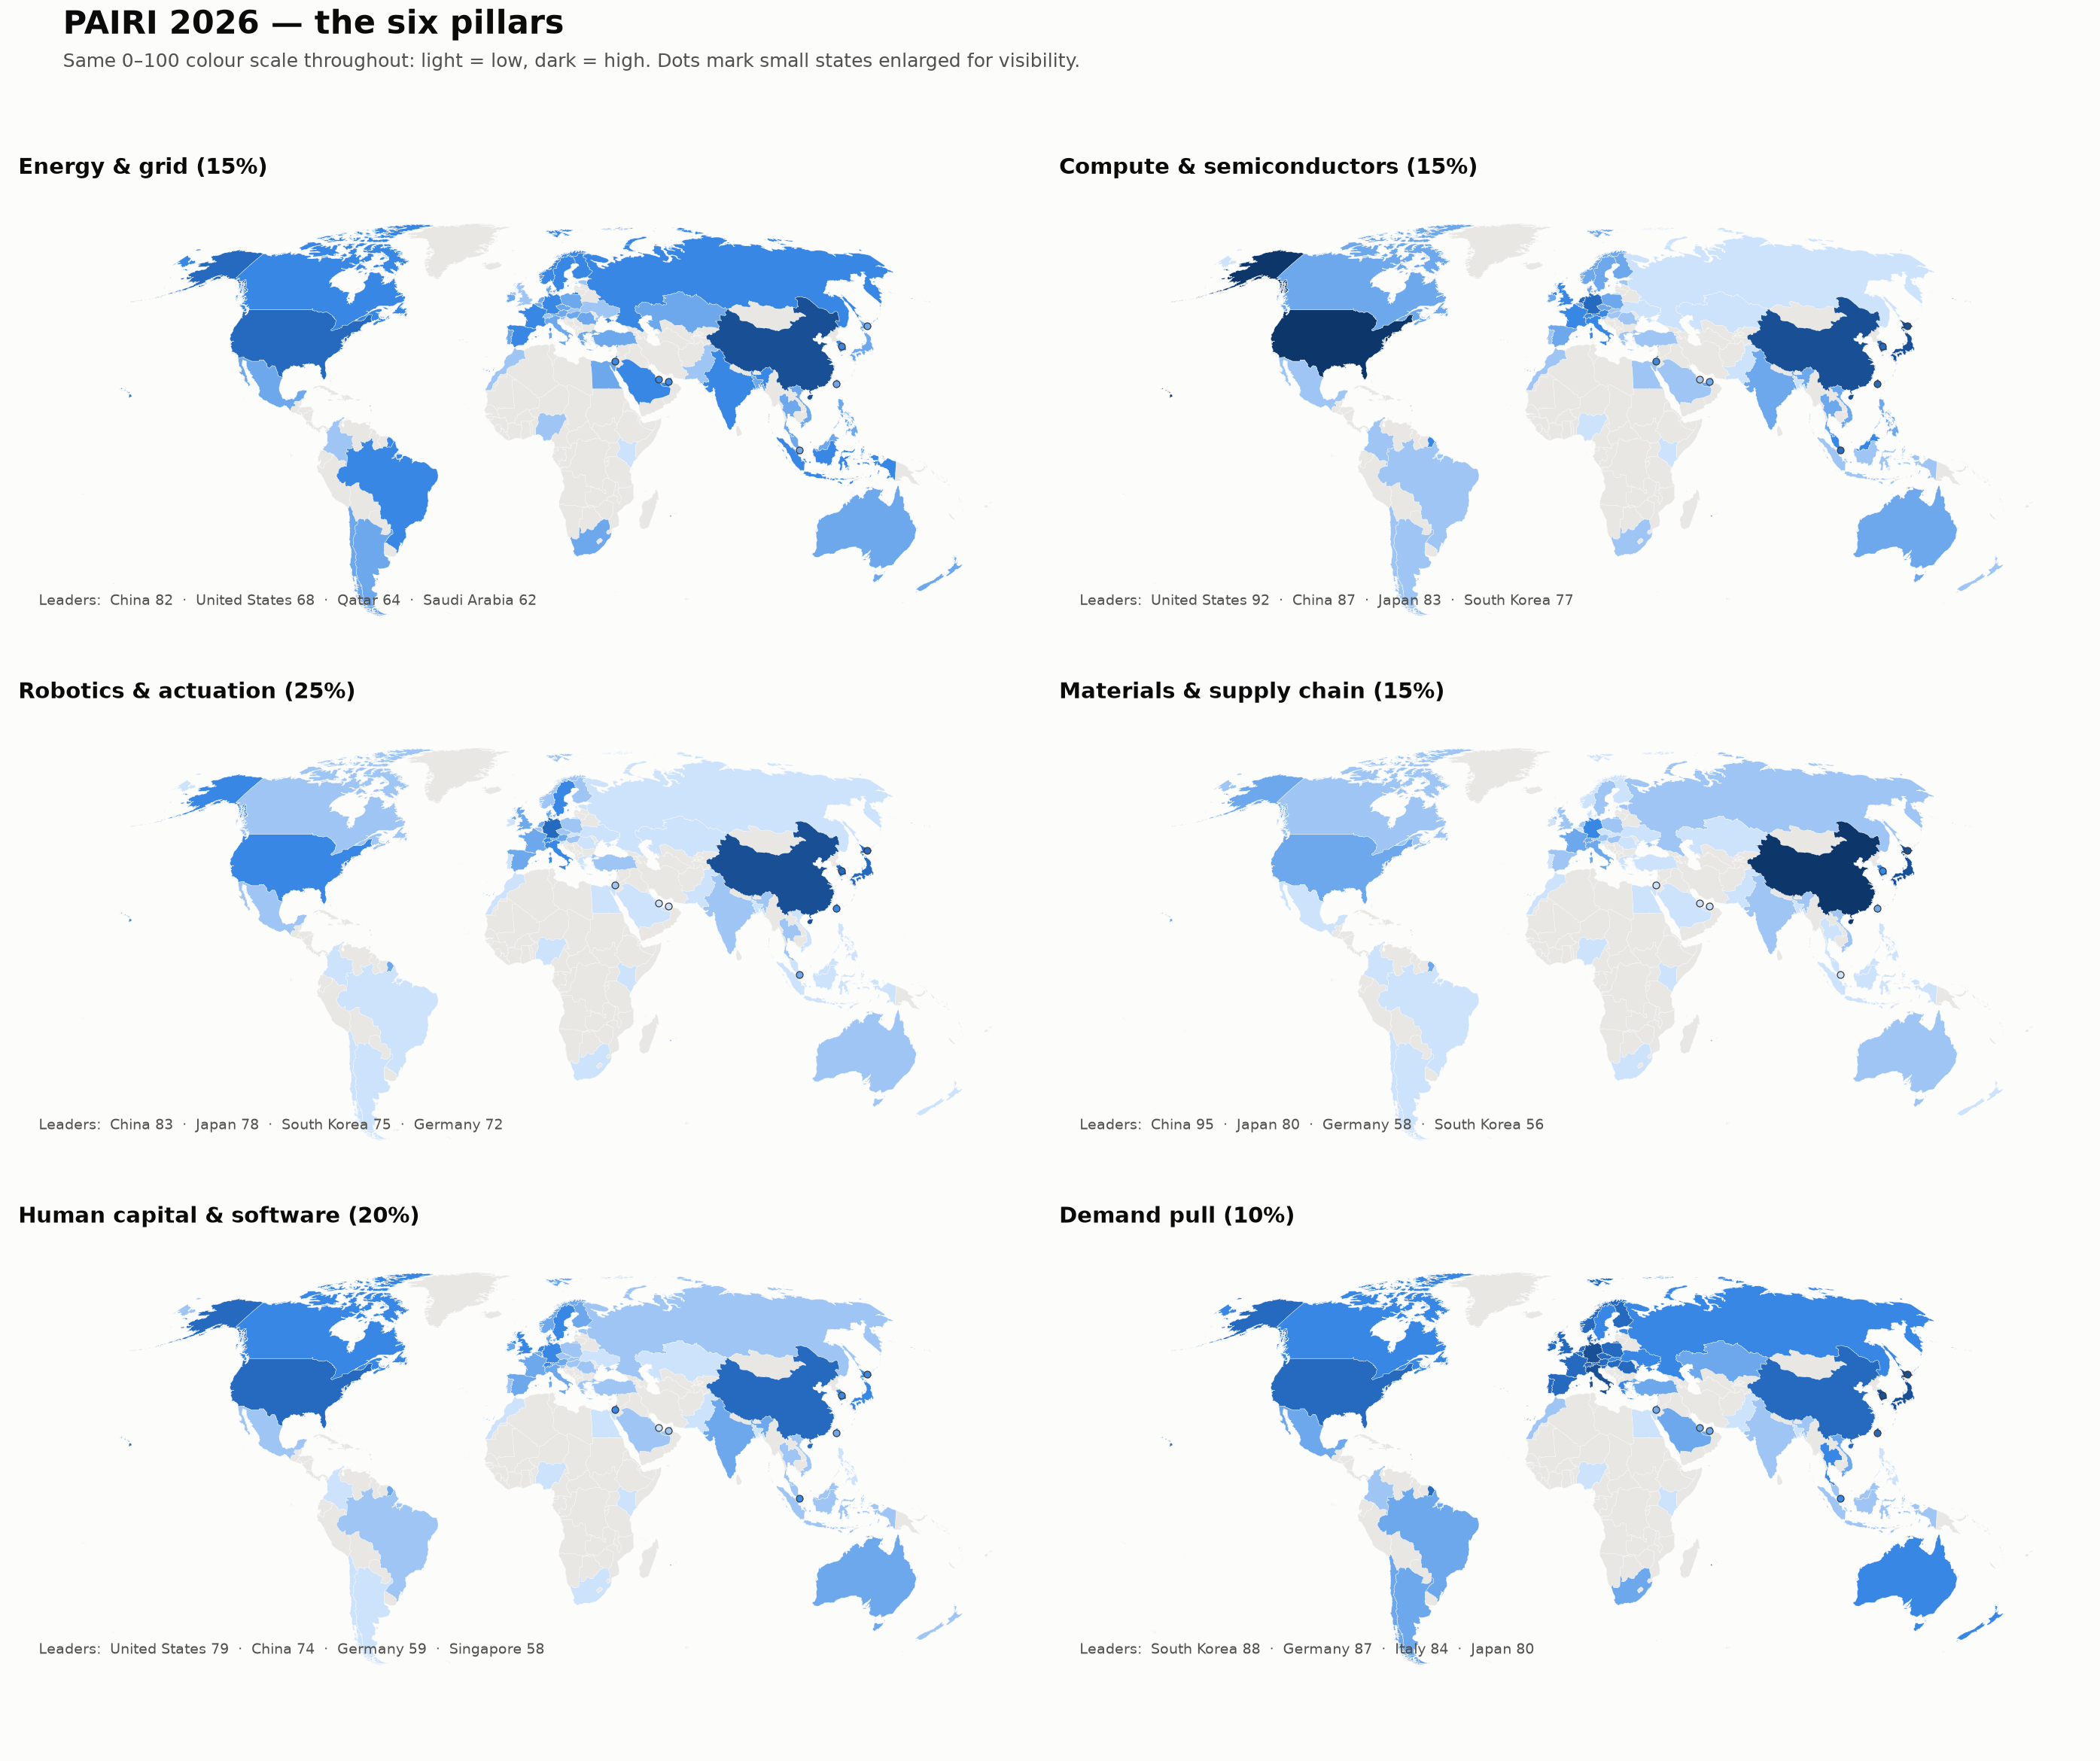 PAIRI 2026 — the six pillars
Same 0–100 colour scale throughout: light = low, dark = high. Dots mark small states enlarged for visibility.
Energy & grid (15%)
Leaders:  China 82  ·  United States 68  ·  Qatar 64  ·  Saudi Arabia 62
Compute & semiconductors (15%)
Leaders:  United States 92  ·  China 87  ·  Japan 83  ·  South Korea 77
Robotics & actuation (25%)
Leaders:  China 83  ·  Japan 78  ·  South Korea 75  ·  Germany 72
Materials & supply chain (15%)
Leaders:  China 95  ·  Japan 80  ·  Germany 58  ·  South Korea 56
Human capital & software (20%)
Leaders:  United States 79  ·  China 74  ·  Germany 59  ·  Singapore 58
Demand pull (10%)
Leaders:  South Korea 88  ·  Germany 87  ·  Italy 84  ·  Japan 80